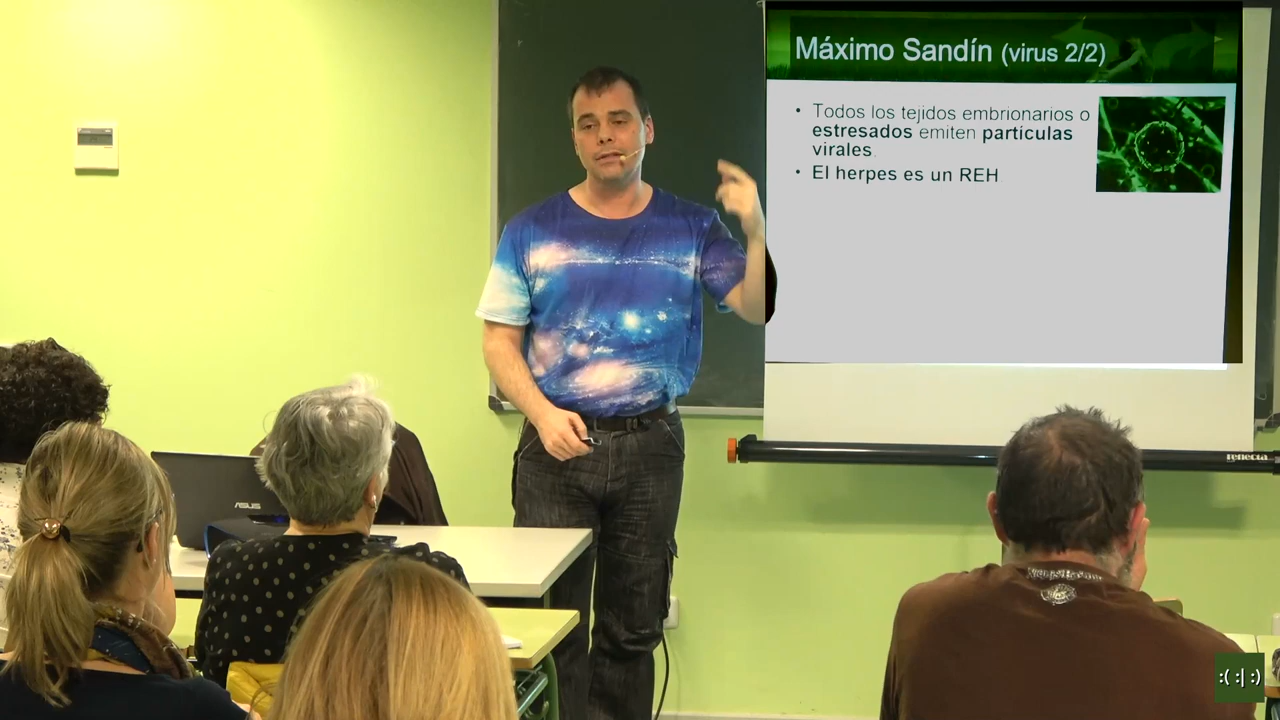 Máximo Sandín (virus 2/2)
• Todos los tejidos embrionarios o
estresados emiten partículas
virales.
• El herpes es un REH.
ASUS
:( :| :)